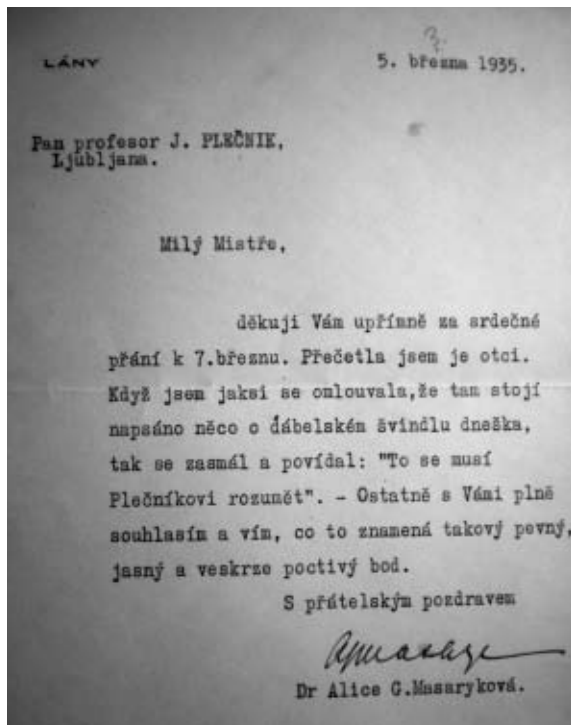 LÁNY
3.
5. března 1935.
Pan profesor J. PLEČNIK,
Ljubljana.
Milý Mistře,
děkuji Vám upřímně za srdečné
přání k 7.březnu. Přečetla jsem je otci.
Když jsem jaksi se omlouvala,že tam stojí
napsáno něco o ďábelském švindlu dneška,
tak se zasmál a povídal: "To se musí
Plečníkovi rozumět". - Ostatně s Vámi plně
souhlasím a vím, co to znamená takový pevný,
jasný a veskrze poctivý bod.
S přátelským pozdravem
Dr Alice G.Masaryková.